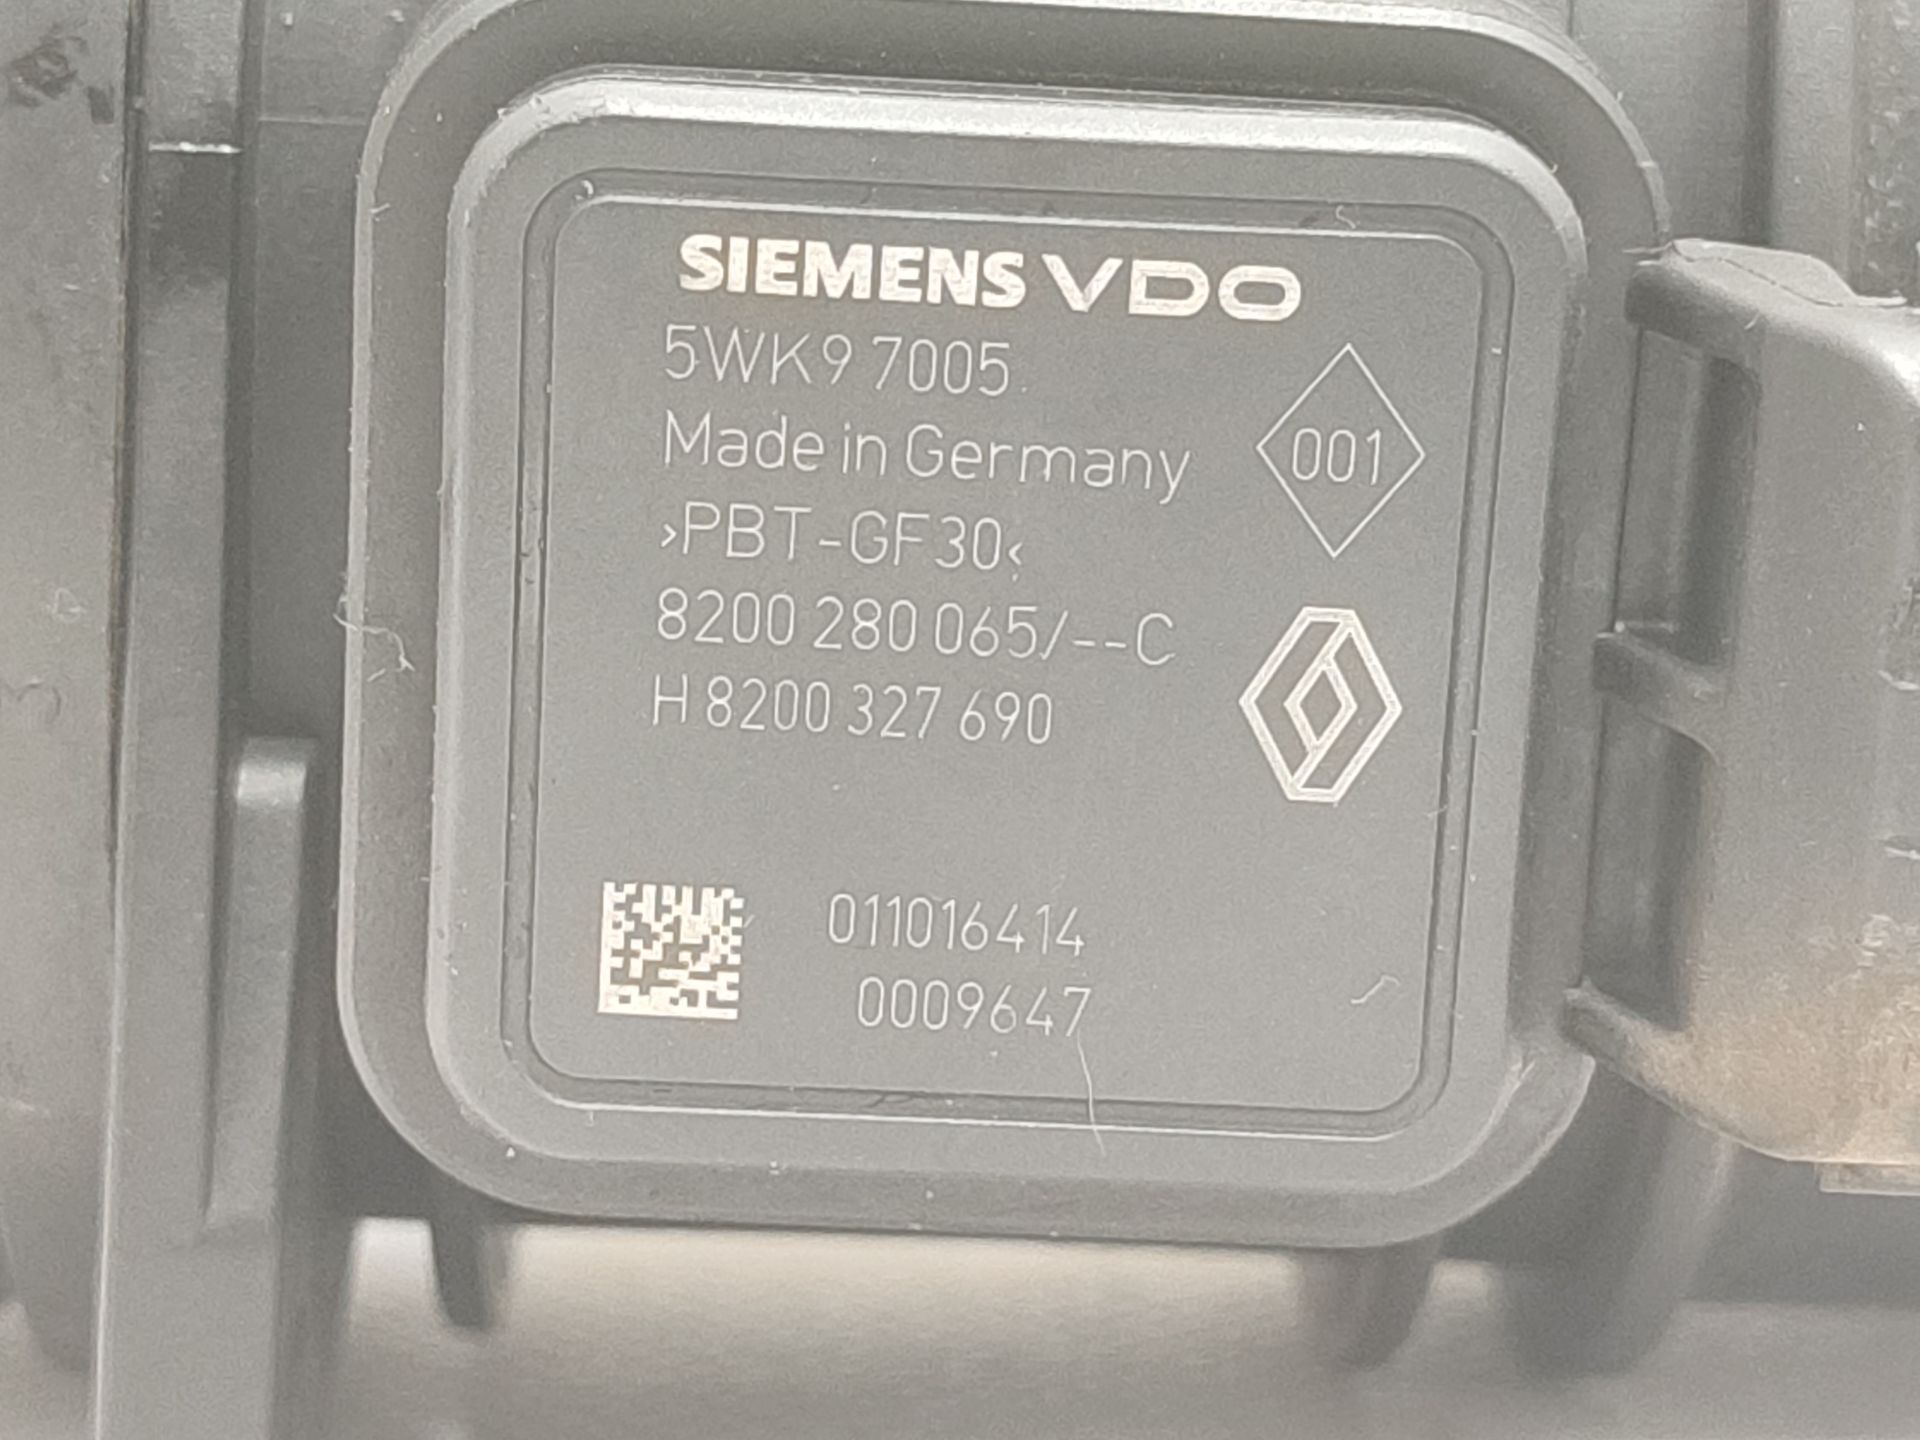 SIEMENS VDO
5WK9 7005
Made in Germany
001
>PBT-GF30<
8200 280 065/--C
H 8200 327 690
011016414
0009647